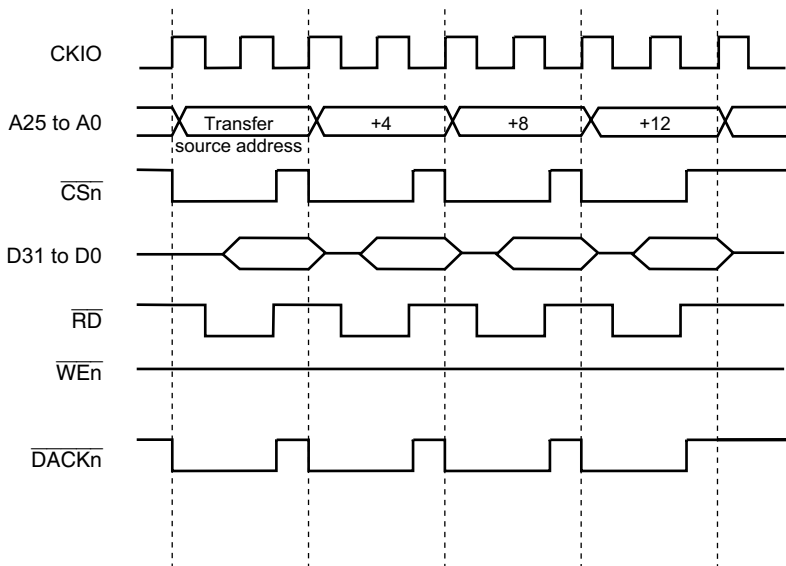 CKIO
A25 to A0
Transfer
source address
+4
+8
+12
CSn
D31 to D0
RD
WEn
DACKn